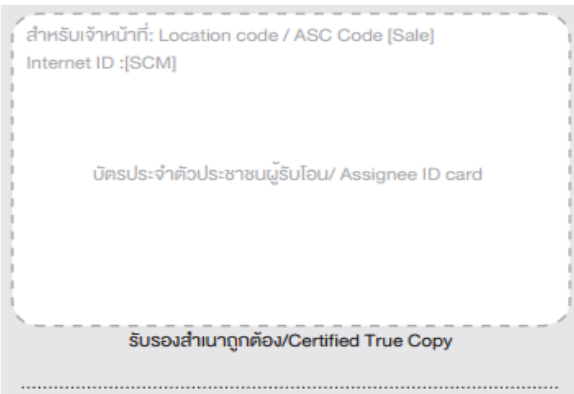 สำหรับเจ้าหน้าที่: Location code / ASC Code [Sale]
Internet ID :[SCM]
บัตรประจำตัวประชาชนผู้รับโอน/ Assignee ID card
รับรองสำเนาถูกต้อง/Certified True Copy